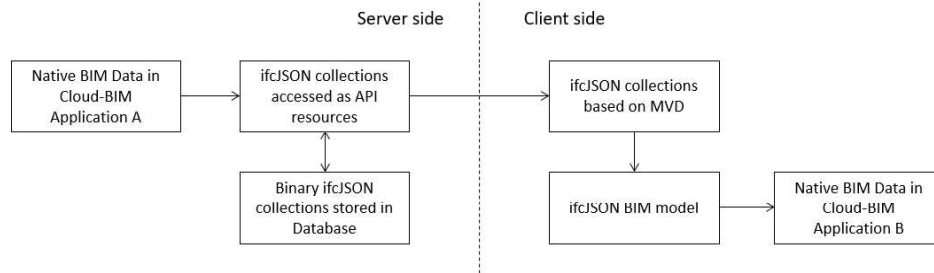 Server side
Client side
Native BIM Data in
Cloud-BIM
Application A
ifcJSON collections
accessed as API
resources
ifcJSON collections
based on MVD
Binary ifcJSON
collections stored in
Database
ifcJSON BIM model
Native BIM Data in
Cloud-BIM
Application B